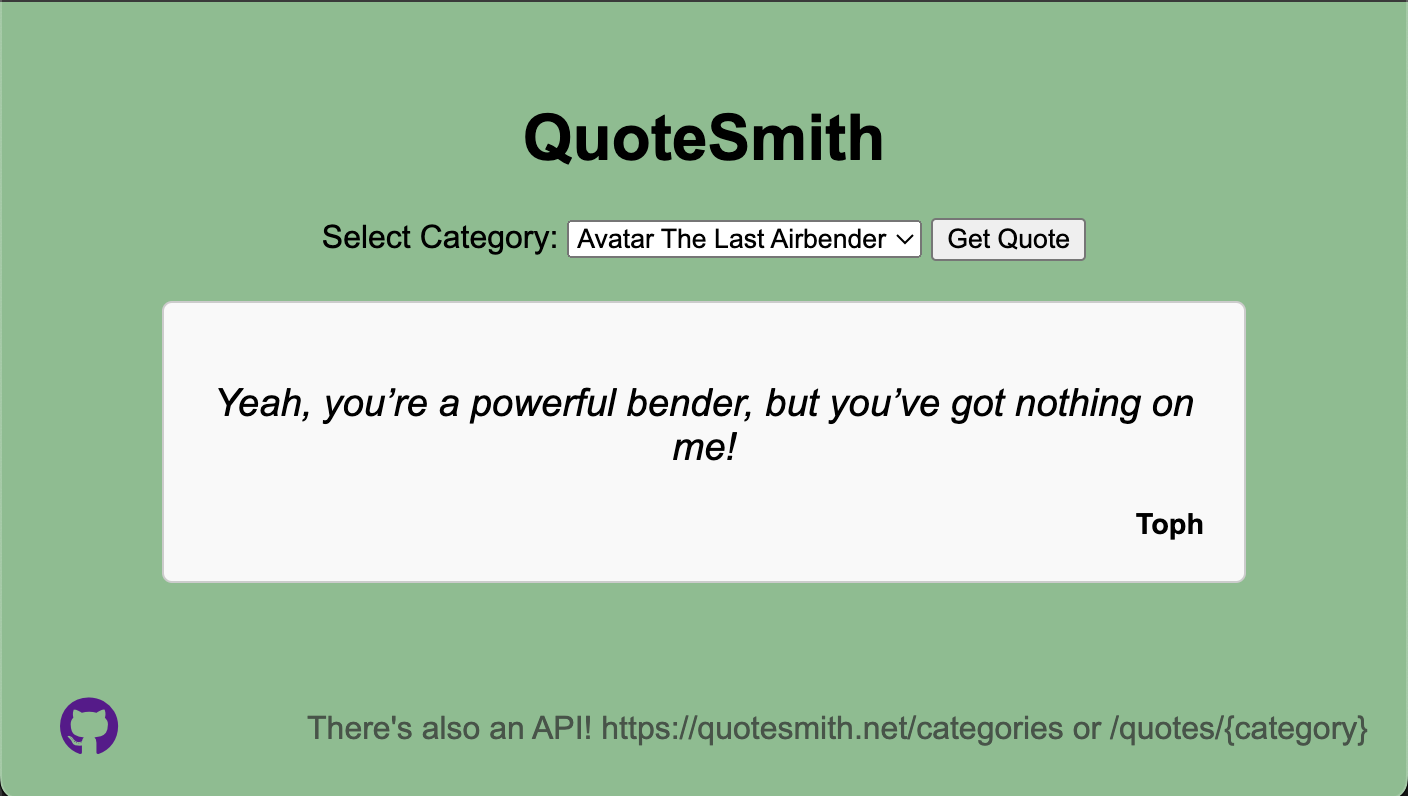 QuoteSmith
Select Category: Avatar The Last Airbender Get Quote
Yeah, you’re a powerful bender, but you’ve got nothing on
me!
Toph
There's also an API! https://quotesmith.net/categories or /quotes/{category}